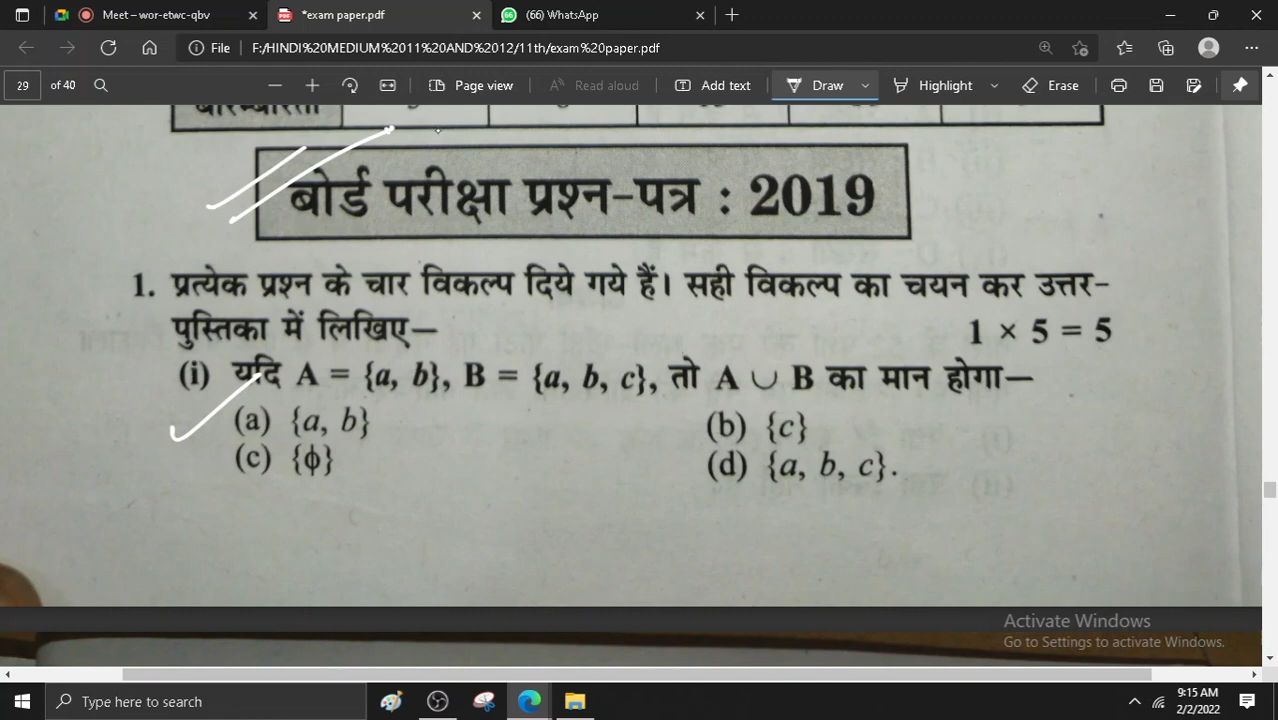 Meet – wor-etwc-qbv
*exam paper.pdf
(66) WhatsApp
File F:/HINDI%20MEDIUM%2011%20AND%2012/11th/exam%20paper.pdf
29 of 40
Page view
Read aloud
Add text
Draw
Highlight
Erase
बारम्बारता
बोर्ड परीक्षा प्रश्न-पत्र : 2019
1. प्रत्येक प्रश्न के चार विकल्प दिये गये हैं। सही विकल्प का चयन कर उत्तर-
पुस्तिका में लिखिए— 1 × 5 = 5
(i) यदि A = {a, b}, B = {a, b, c}, तो A ∪ B का मान होगा—
(a) {a, b} (b) {c}
(c) {ϕ} (d) {a, b, c}.
Activate Windows
Go to Settings to activate Windows.
Type here to search
9:15 AM
2/2/2022